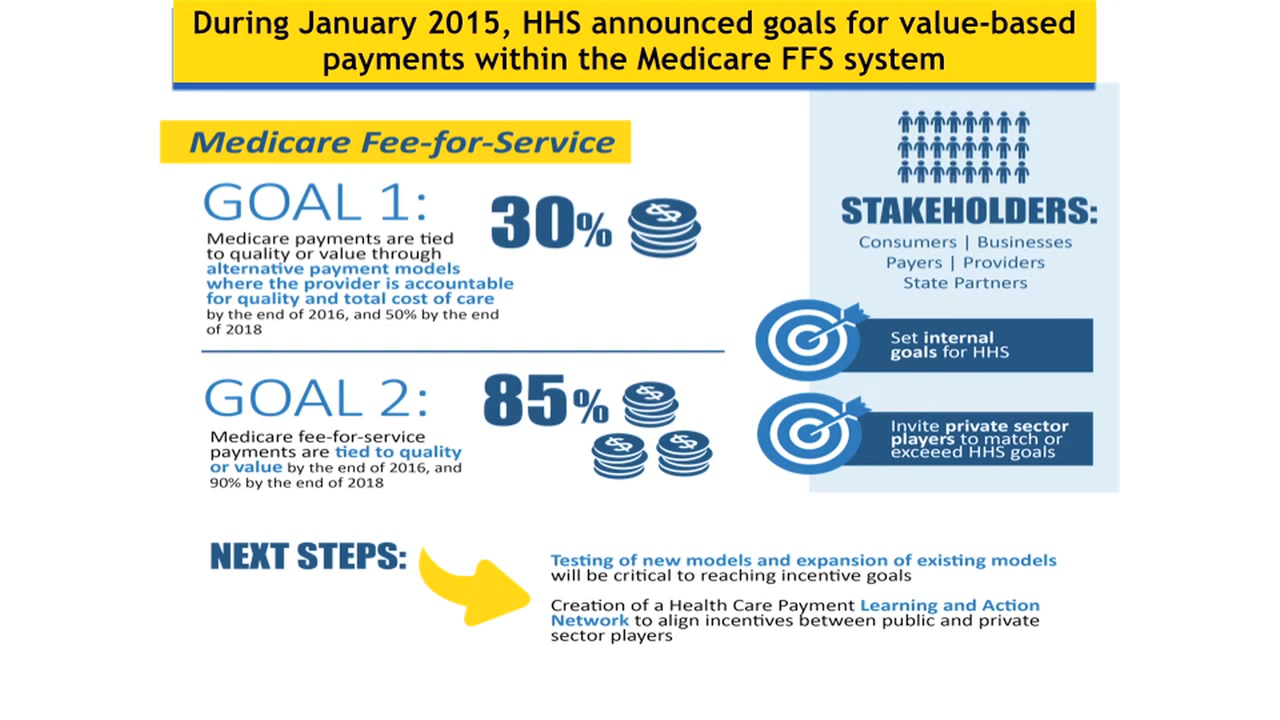 During January 2015, HHS announced goals for value-based
payments within the Medicare FFS system
Medicare Fee-for-Service
GOAL 1:
30%
Medicare payments are tied
to quality or value through
alternative payment models
where the provider is accountable
for quality and total cost of care
by the end of 2016, and 50% by the end
of 2018
GOAL 2:
85%
Medicare fee-for-service
payments are tied to quality
or value by the end of 2016, and
90% by the end of 2018
STAKEHOLDERS:
Consumers | Businesses
Payers | Providers
State Partners
Set internal
goals for HHS
Invite private sector
players to match or
exceeed HHS goals
NEXT STEPS:
Testing of new models and expansion of existing models
will be critical to reaching incentive goals
Creation of a Health Care Payment Learning and Action
Network to align incentives between public and private
sector players